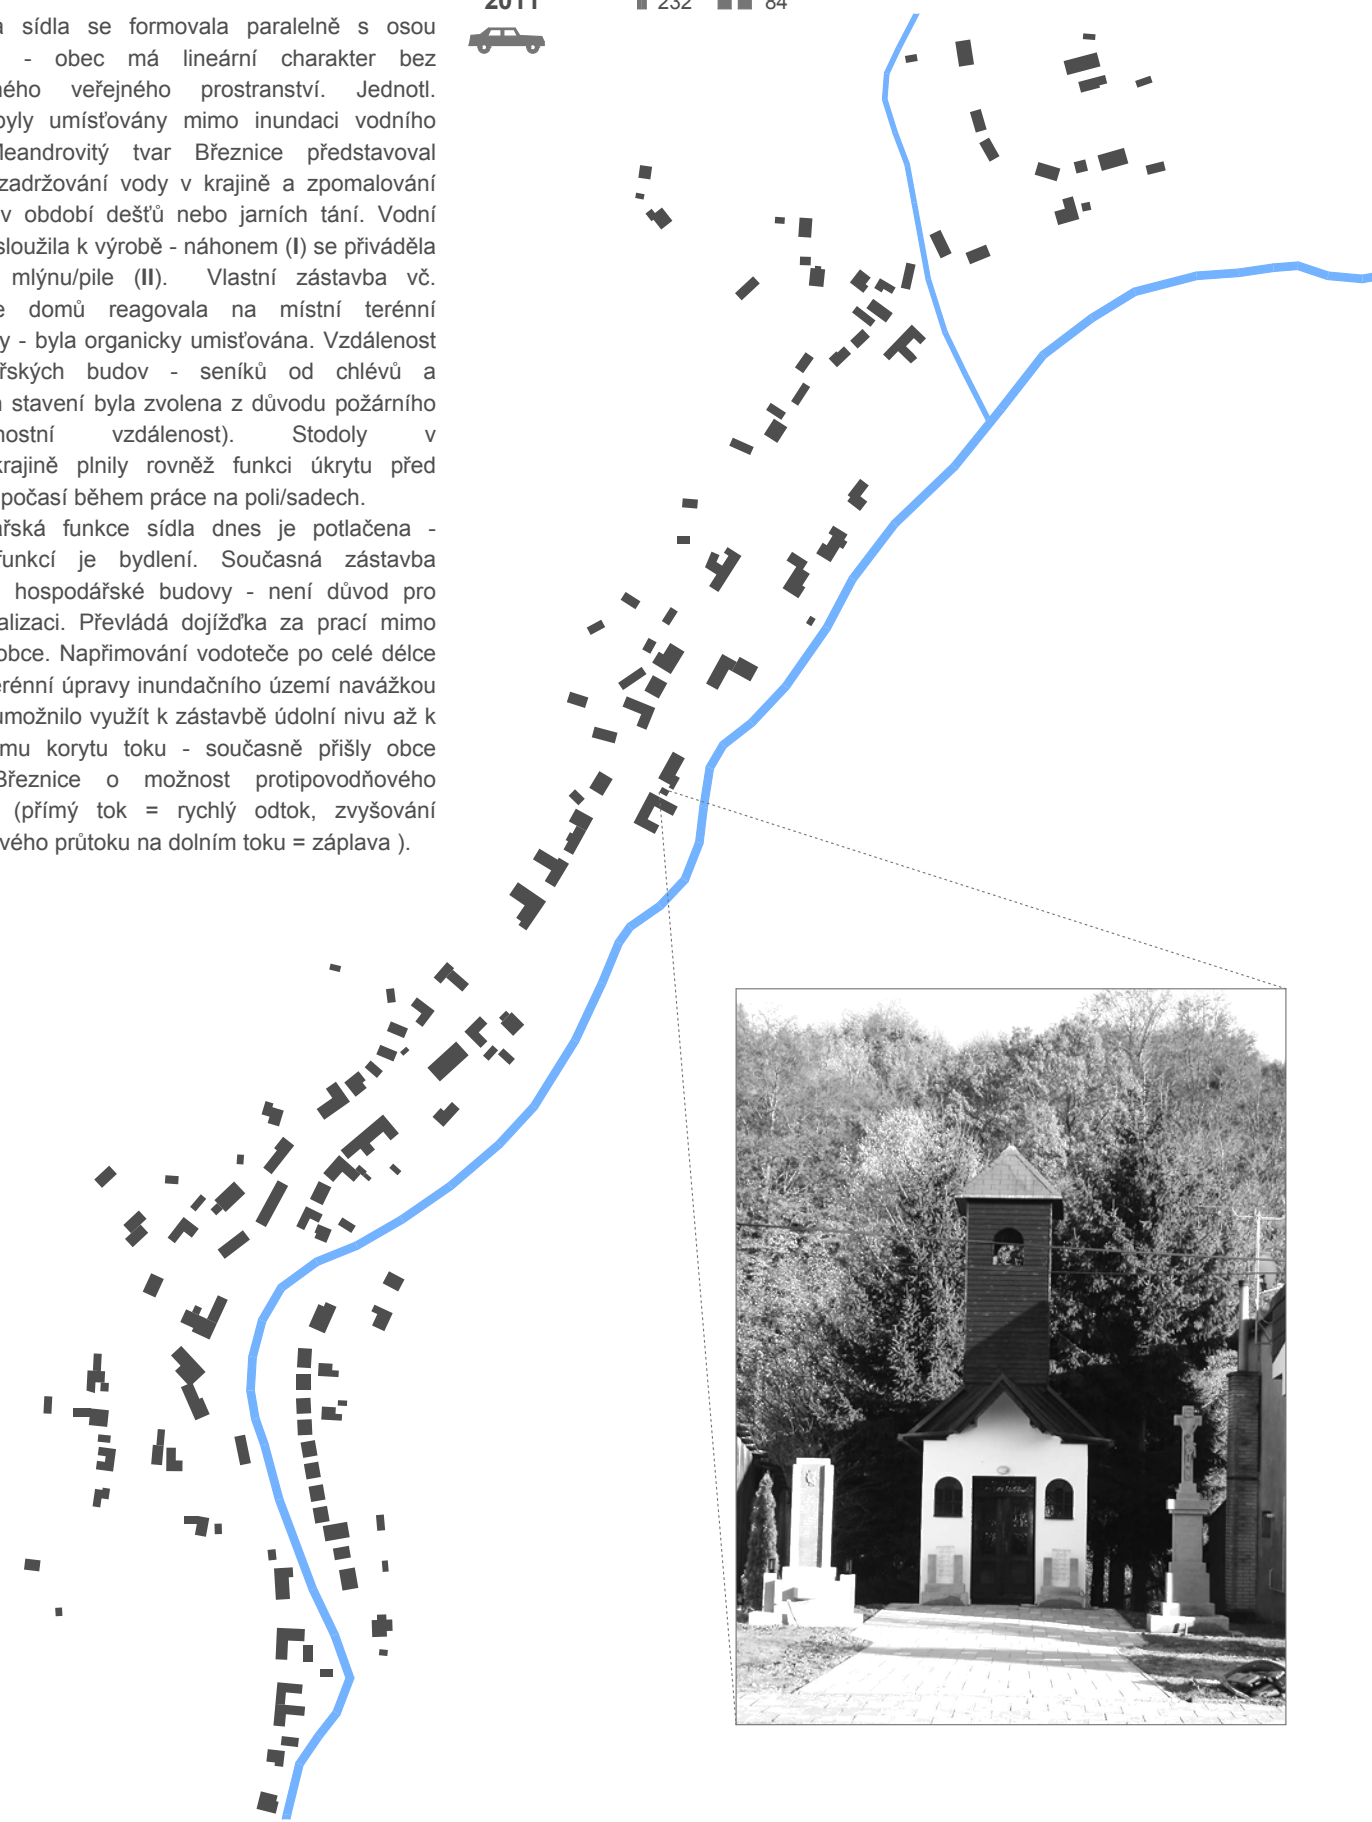 2011 232 84
a sídla se formovala paralelně s osou
- obec má lineární charakter bez
ného veřejného prostranství. Jednotl.
byly umísťovány mimo inundaci vodního
Meandrovitý tvar Březnice představoval
zadržování vody v krajině a zpomalování
v období dešťů nebo jarních tání. Vodní
sloužila k výrobě - náhonem (I) se přiváděla
mlýnu/pile (II). Vlastní zástavba vč.
e domů reagovala na místní terénní
y - byla organicky umisťována. Vzdálenost
řských budov - seníků od chlévů a
n stavení byla zvolena z důvodu požárního
nostní vzdálenost). Stodoly v
krajině plnily rovněž funkci úkrytu před
počasí během práce na poli/sadech.
ařská funkce sídla dnes je potlačena -
funkcí je bydlení. Současná zástavba
hospodářské budovy - není důvod pro
alizaci. Převládá dojížďka za prací mimo
obce. Napřimování vodoteče po celé délce
erénní úpravy inundačního území navážkou
umožnilo využít k zástavbě údolní nivu až k
mu korytu toku - současně přišly obce
Březnice o možnost protipovodňového
(přímý tok = rychlý odtok, zvyšování
vého průtoku na dolním toku = záplava ).